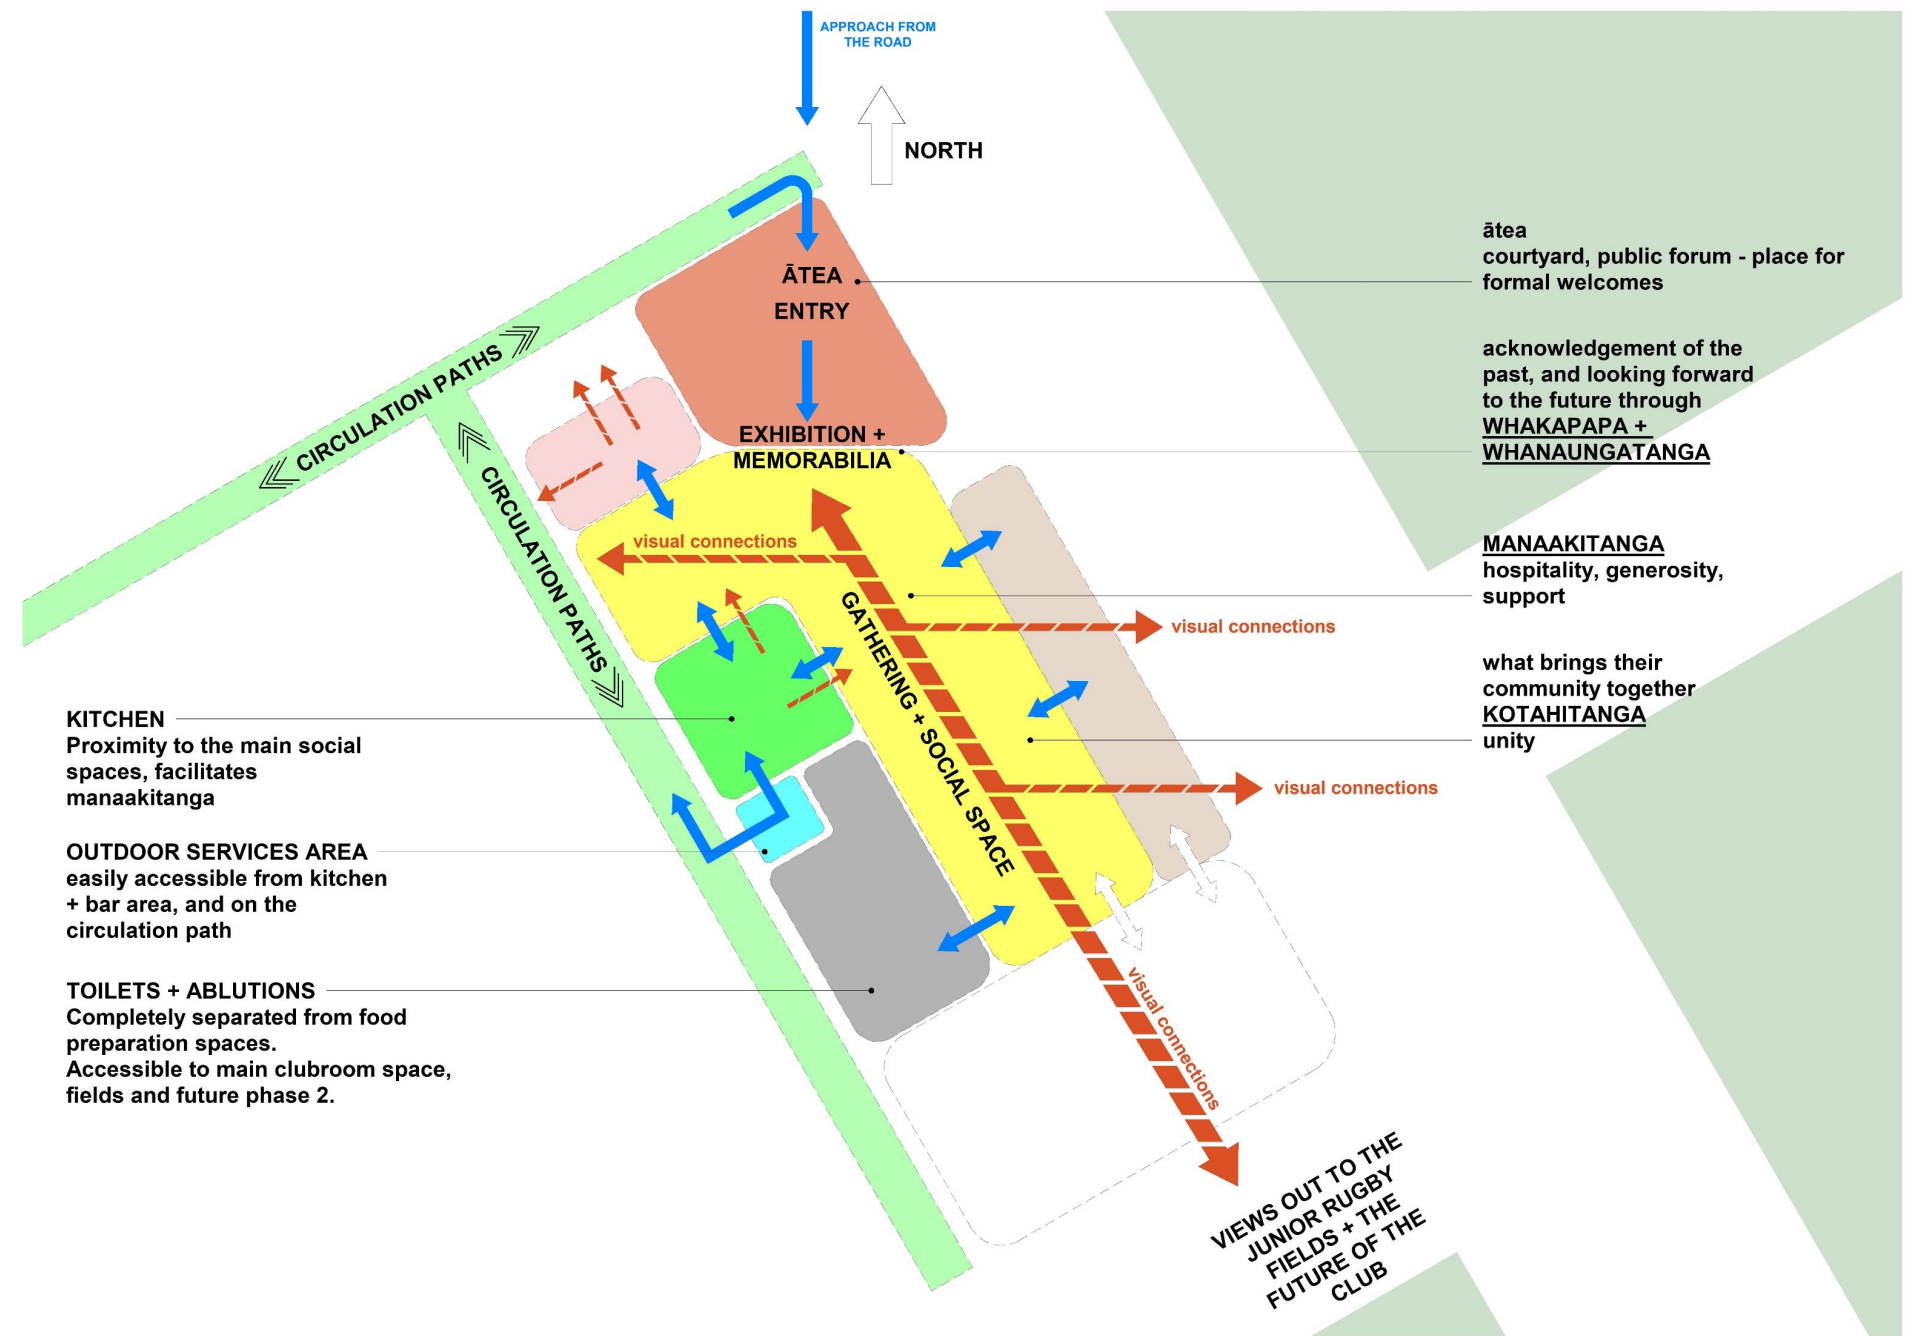 APPROACH FROM
THE ROAD
NORTH
ĀTEA
ENTRY
EXHIBITION +
MEMORABILIA
CIRCULATION PATHS
CIRCULATION PATHS
visual connections
GATHERING + SOCIAL SPACE
visual connections
visual connections
visual connections
VIEWS OUT TO THE
JUNIOR RUGBY
FIELDS + THE
FUTURE OF THE
CLUB
ātea
courtyard, public forum - place for
formal welcomes
acknowledgement of the
past, and looking forward
to the future through
WHAKAPAPA +
WHANAUNGATANGA
MANAAKITANGA
hospitality, generosity,
support
what brings their
community together
KOTAHITANGA
unity
KITCHEN
Proximity to the main social
spaces, facilitates
manaakitanga
OUTDOOR SERVICES AREA
easily accessible from kitchen
+ bar area, and on the
circulation path
TOILETS + ABLUTIONS
Completely separated from food
preparation spaces.
Accessible to main clubroom space,
fields and future phase 2.